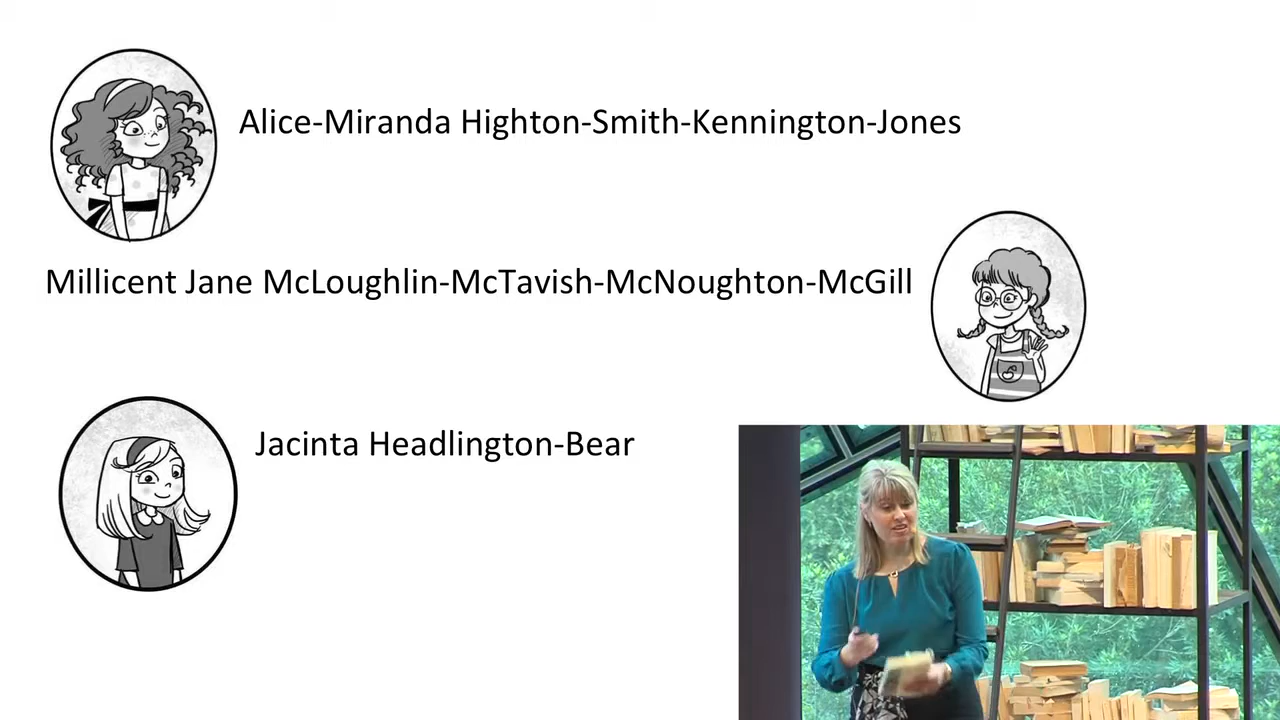 Alice-Miranda Highton-Smith-Kennington-Jones
Millicent Jane McLoughlin-McTavish-McNoughton-McGill
Jacinta Headlington-Bear